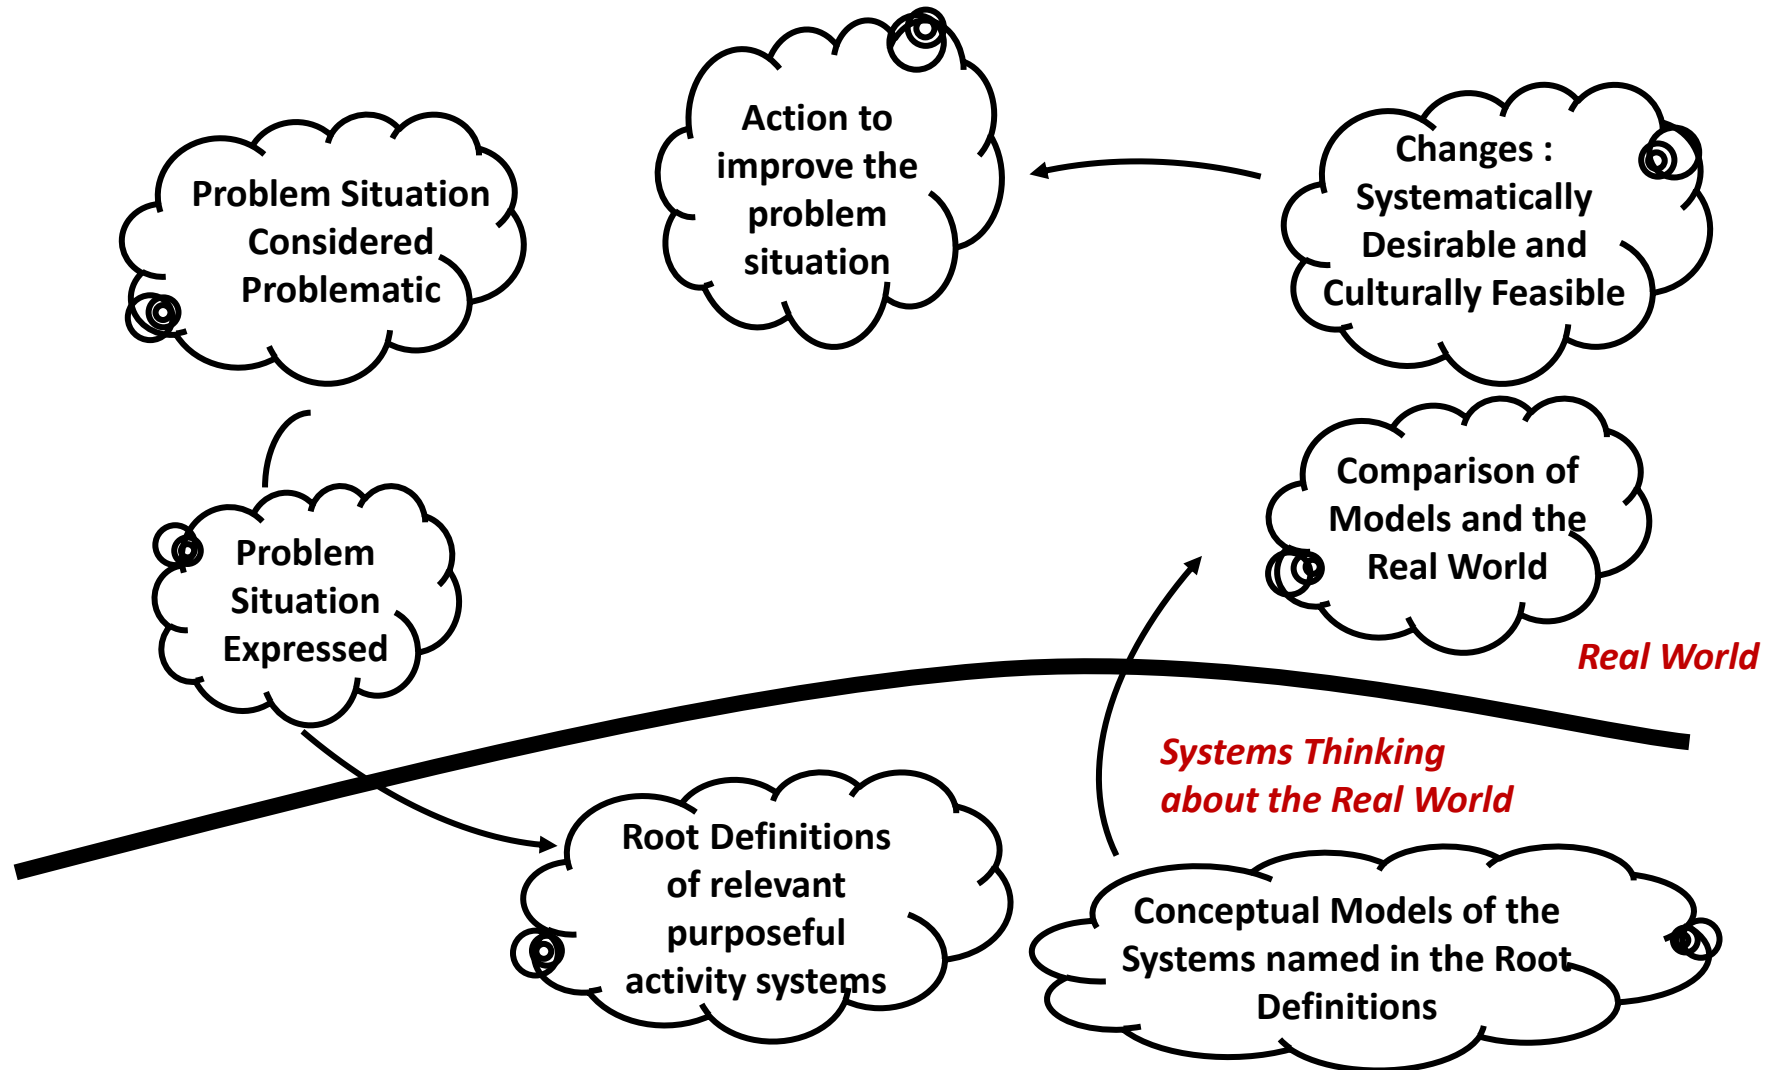 Problem Situation
Considered
Problematic
Action to
improve the
problem
situation
Changes :
Systematically
Desirable and
Culturally Feasible
Problem
Situation
Expressed
Comparison of
Models and the
Real World
Real World
Systems Thinking
about the Real World
Root Definitions
of relevant
purposeful
activity systems
Conceptual Models of the
Systems named in the Root
Definitions